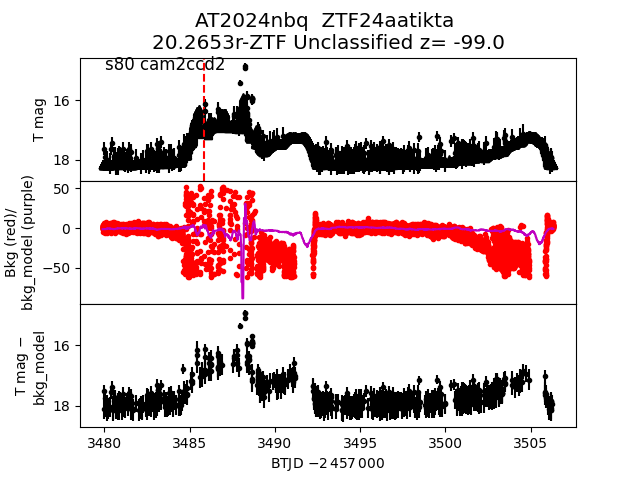 AT2024nbq  ZTF24aatikta
20.2653r-ZTF Unclassified z= -99.0
s80 cam2ccd2
T mag
16
18
Bkg (red)/
bkg_model (purple)
50
0
−50
T mag −
bkg_model
16
18
3480 3485 3490 3495 3500 3505
BTJD −2 457 000